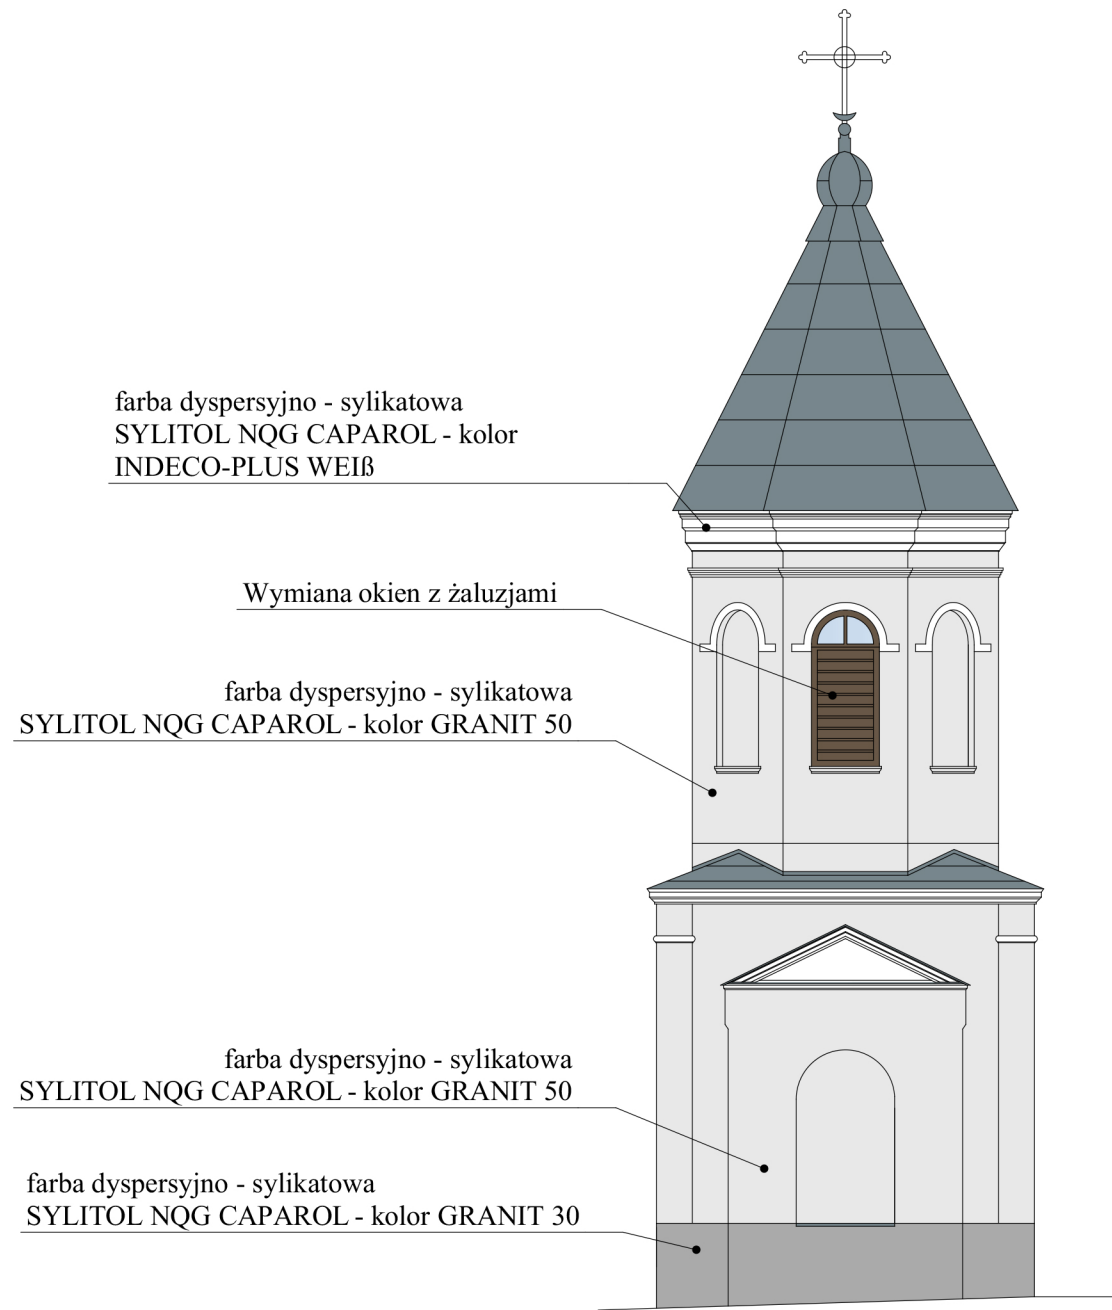 farba dyspersyjno - sylikatowa
SYLITOL NQG CAPAROL - kolor
INDECO-PLUS WEIß
Wymiana okien z żaluzjami
farba dyspersyjno - sylikatowa
SYLITOL NQG CAPAROL - kolor GRANIT 50
farba dyspersyjno - sylikatowa
SYLITOL NQG CAPAROL - kolor GRANIT 50
farba dyspersyjno - sylikatowa
SYLITOL NQG CAPAROL - kolor GRANIT 30